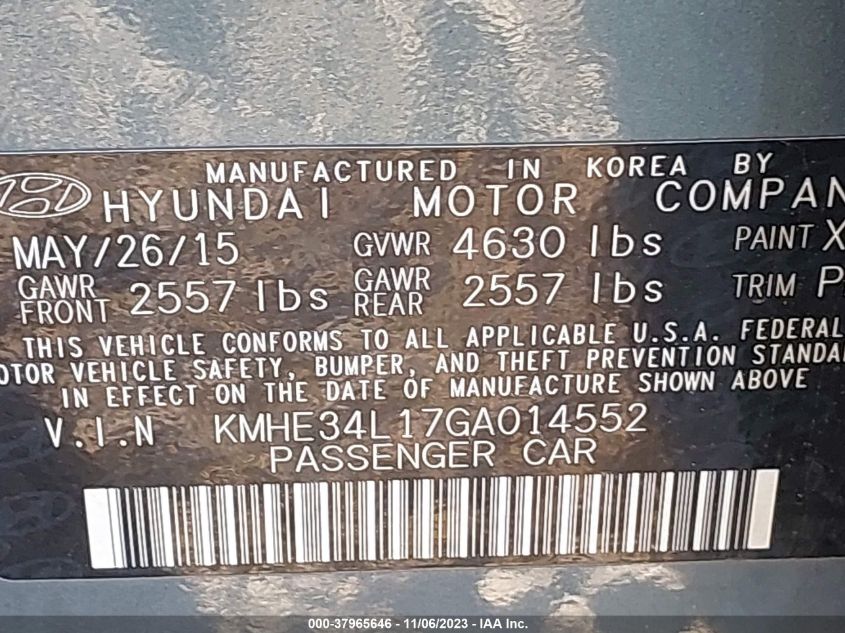 MANUFACTURED IN KOREA BY
HYUNDAI MOTOR COMPAN
MAY/26/15 GVWR 4630 lbs PAINT X
GAWR FRONT 2557 lbs GAWR REAR 2557 lbs TRIM P
THIS VEHICLE CONFORMS TO ALL APPLICABLE U.S.A. FEDERAL
OTOR VEHICLE SAFETY, BUMPER, AND THEFT PREVENTION STANDA
IN EFFECT ON THE DATE OF MANUFACTURE SHOWN ABOVE
V.I.N KMHE34L17GA014552
PASSENGER CAR
000-37965646 - 11/06/2023 - IAA Inc.